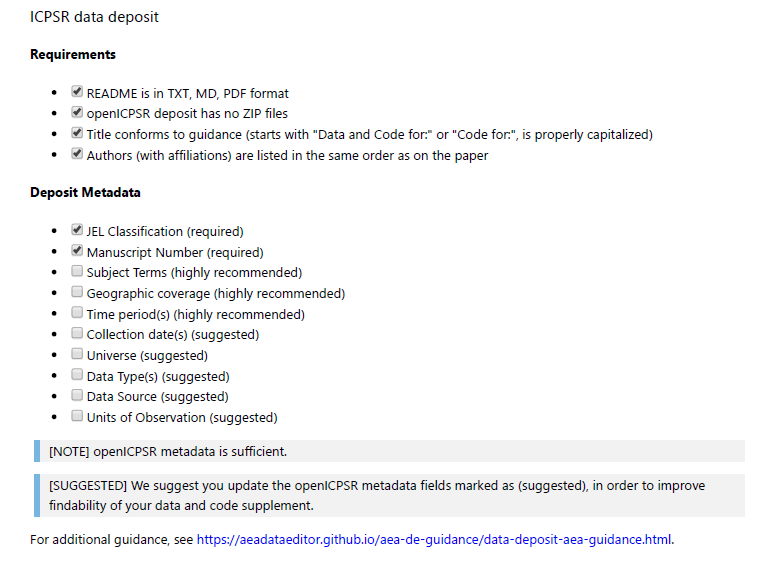 ICPSR data deposit
Requirements
README is in TXT, MD, PDF format
openICPSR deposit has no ZIP files
Title conforms to guidance (starts with "Data and Code for:" or "Code for:", is properly capitalized)
Authors (with affiliations) are listed in the same order as on the paper
Deposit Metadata
JEL Classification (required)
Manuscript Number (required)
Subject Terms (highly recommended)
Geographic coverage (highly recommended)
Time period(s) (highly recommended)
Collection date(s) (suggested)
Universe (suggested)
Data Type(s) (suggested)
Data Source (suggested)
Units of Observation (suggested)
[NOTE] openICPSR metadata is sufficient.
[SUGGESTED] We suggest you update the openICPSR metadata fields marked as (suggested), in order to improve
findability of your data and code supplement.
For additional guidance, see https://aeadataeditor.github.io/aea-de-guidance/data-deposit-aea-guidance.html.